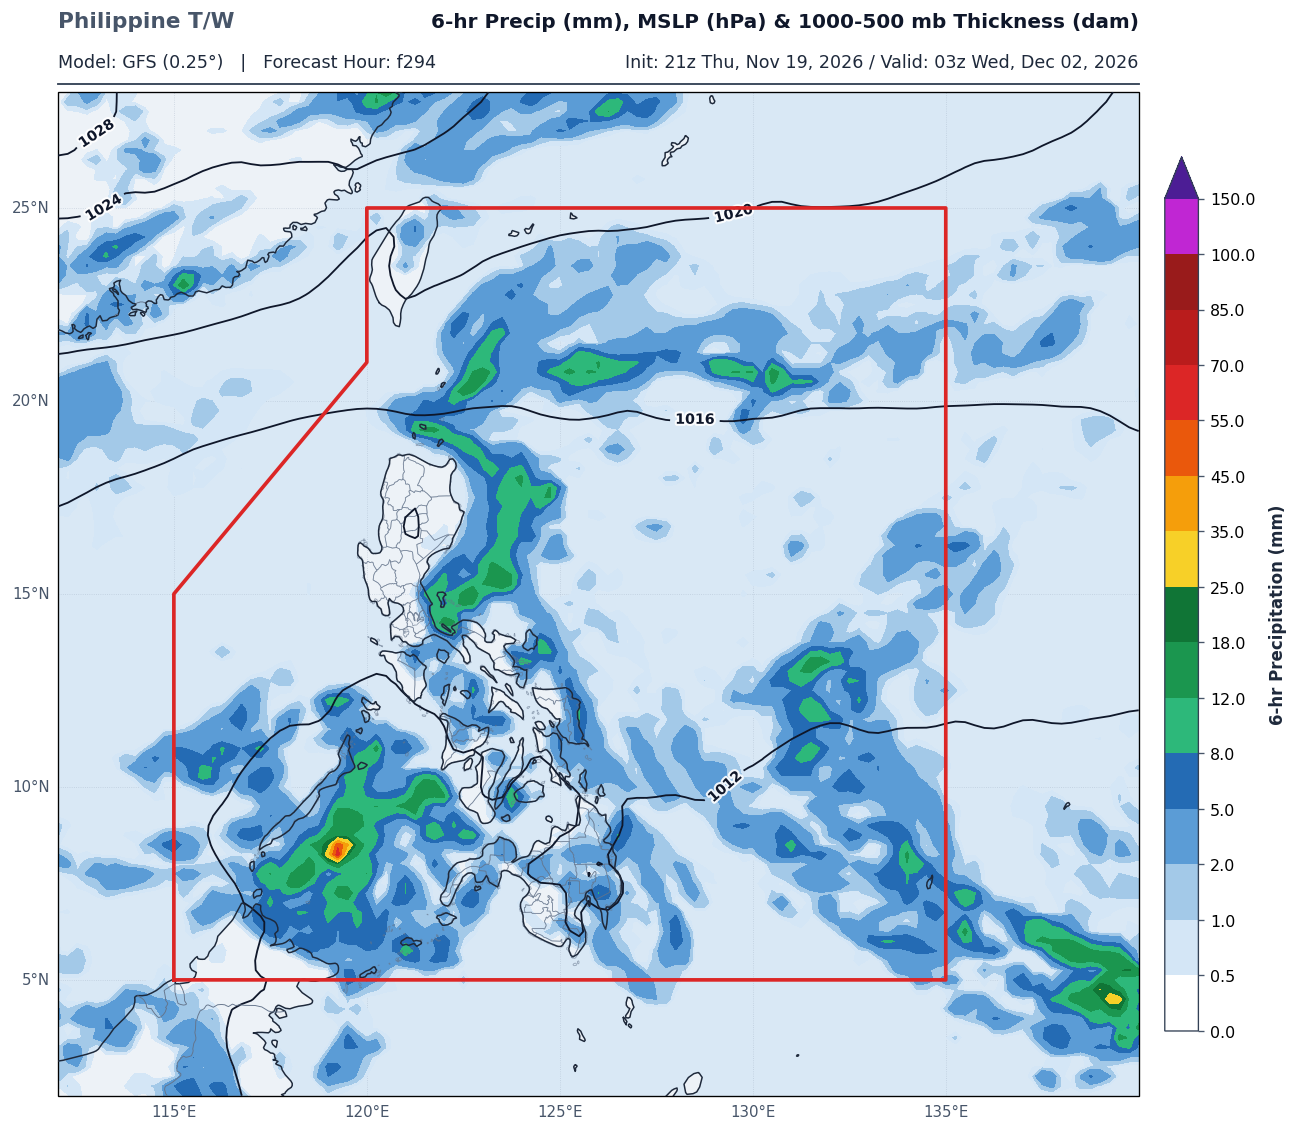 Philippine T/W
6-hr Precip (mm), MSLP (hPa) & 1000-500 mb Thickness (dam)
Model: GFS (0.25°) | Forecast Hour: f294
Init: 21z Thu, Nov 19, 2026 / Valid: 03z Wed, Dec 02, 2026
1028
1024
1020
1016
1012
25°N
20°N
15°N
10°N
5°N
115°E
120°E
125°E
130°E
135°E
150.0
100.0
85.0
70.0
55.0
45.0
35.0
25.0
18.0
12.0
8.0
5.0
2.0
1.0
0.5
0.0
6-hr Precipitation (mm)